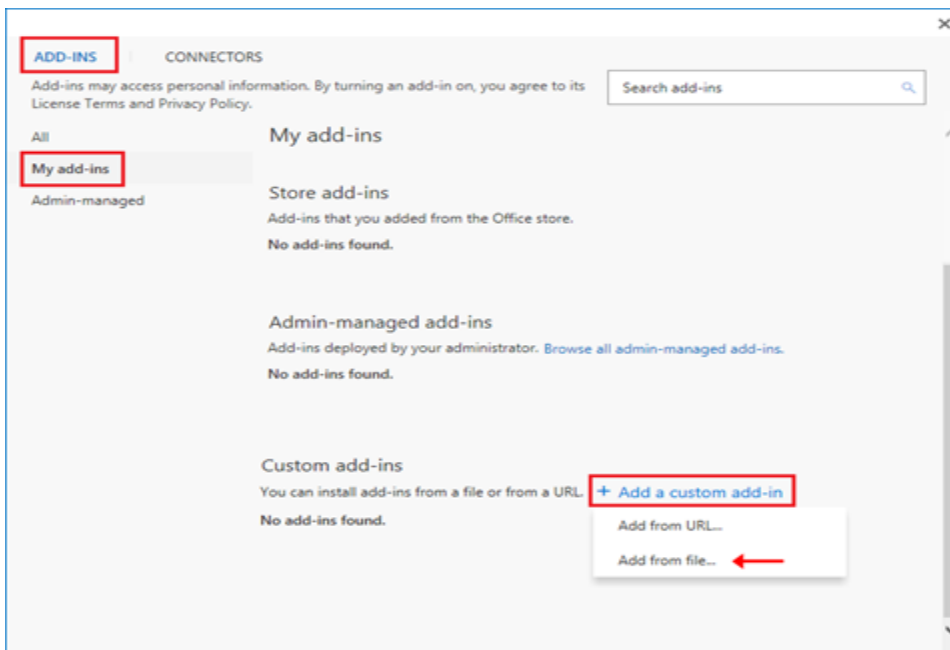 ADD-INS CONNECTORS
Add-ins may access personal information. By turning an add-in on, you agree to its
License Terms and Privacy Policy.
Search add-ins
All
My add-ins
Admin-managed
My add-ins
Store add-ins
Add-ins that you added from the Office store.
No add-ins found.
Admin-managed add-ins
Add-ins deployed by your administrator. Browse all admin-managed add-ins.
No add-ins found.
Custom add-ins
You can install add-ins from a file or from a URL. + Add a custom add-in
No add-ins found.
Add from URL...
Add from file...